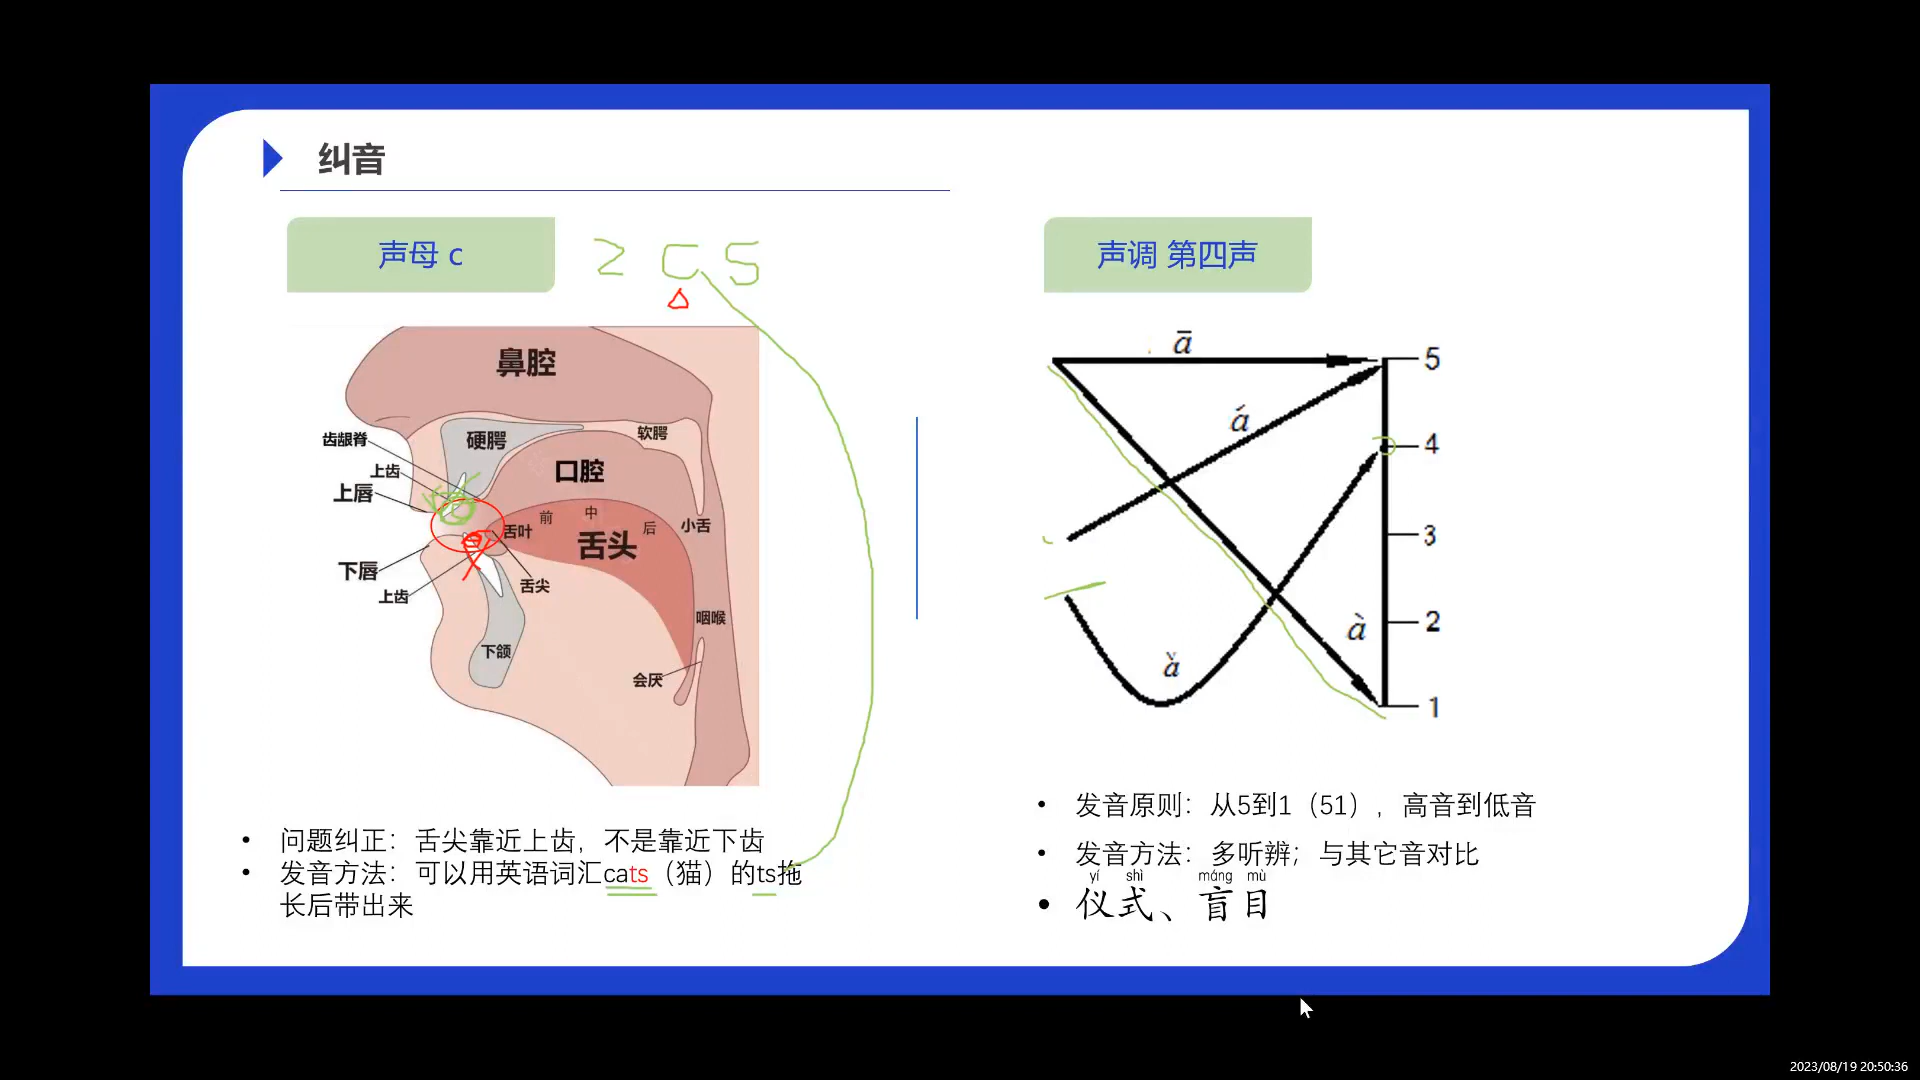 纠音
声母 c
z c s
鼻腔
硬腭
软腭
齿龈脊
上齿
口腔
上唇
舌叶
前
中
后
小舌
舌头
下唇
舌尖
上齿
咽喉
下颌
会厌
• 问题纠正：舌尖靠近上齿，不是靠近下齿
• 发音方法：可以用英语词汇cats（猫）的ts拖
长后带出来
声调 第四声
ā
5
á
4
3
à
2
ǎ
1
• 发音原则：从5到1（51），高音到低音
• 发音方法：多听辨；与其它音对比
yí shì máng mù
• 仪式、盲目
2023/08/19 20:50:36